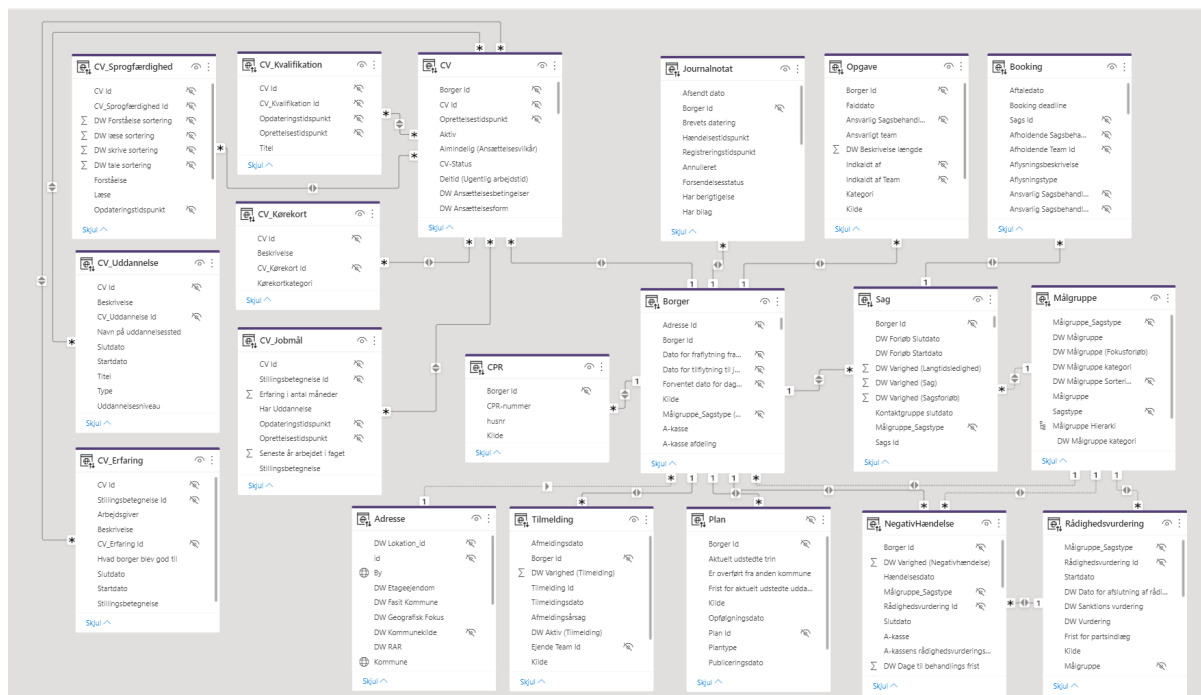 CV_Sprogfærdighed
CV Id
CV_Sprogfærdighed Id
DW Forståelse sortering
DW læse sortering
DW skrive sortering
DW tale sortering
Forståelse
Læse
Opdateringstidspunkt
Skjul
CV_Kvalifikation
CV Id
CV_Kvalifikation Id
Opdateringstidspunkt
Oprettelsestidspunkt
Titel
Skjul
CV
Borger Id
CV Id
Oprettelsestidspunkt
Aktiv
Almindelig (Ansættelsesvilkår)
CV-Status
Deltid (Ugentlig arbejdstid)
DW Ansættelsesbetingelser
DW Ansættelsesform
Skjul
Journalnotat
Afsendt dato
Borger Id
Brevets datering
Hændelsestidspunkt
Registreringstidspunkt
Annulleret
Forsendelsesstatus
Har berigtigelse
Har bilag
Skjul
Opgave
Borger Id
Falddato
Ansvarlig Sagsbehandl...
Ansvarligt team
DW Beskrivelse længde
Indkaldt af
Indkaldt af Team
Kategori
Kilde
Skjul
Booking
Aftaledato
Booking deadline
Sags Id
Afholdende Sagsbeha...
Afholdende Team Id
Aflysningsbeskrivelse
Aflysningstype
Ansvarlig Sagsbehandl...
Ansvarlig Sagsbehandl...
Skjul
CV_Kørekort
CV Id
Beskrivelse
CV_Kørekort Id
Kørekortkategori
Skjul
CV_Uddannelse
CV Id
Beskrivelse
CV_Uddannelse Id
Navn på uddannelsessted
Slutdato
Startdato
Titel
Type
Uddannelsesniveau
Skjul
CV_Jobmål
CV Id
Stillingsbetegnelse Id
Erfaring i antal måneder
Har Uddannelse
Opdateringstidspunkt
Oprettelsestidspunkt
Seneste år arbejdet i faget
Stillingsbetegnelse
Skjul
CPR
Borger Id
CPR-nummer
husnr
Kilde
Skjul
Borger
Adresse Id
Borger Id
Dato for fraflytning fra...
Dato for tilflytning til j...
Forventet dato for dag...
Kilde
Målgruppe_Sagstype (...
A-kasse
A-kasse afdeling
Skjul
Sag
Borger Id
DW Forløb Slutdato
DW Forløb Startdato
DW Varighed (Langtidsledighed)
DW Varighed (Sag)
DW Varighed (Sagsforløb)
Kontaktgruppe slutdato
Målgruppe_Sagstype
Sags Id
Skjul
Målgruppe
Målgruppe_Sagstype
DW Målgruppe
DW Målgruppe (Fokusforløb)
DW Målgruppe kategori
DW Målgruppe Sorteri...
Målgruppe
Sagstype
Målgruppe Hierarki
DW Målgruppe kategori
Skjul
CV_Erfaring
CV Id
Stillingsbetegnelse Id
Arbejdsgiver
Beskrivelse
CV_Erfaring Id
Hvad borger blev god til
Slutdato
Startdato
Stillingsbetegnelse
Skjul
Adresse
DW Lokation_id
id
By
DW Etageejendom
DW Fasit Kommune
DW Geografisk Fokus
DW Kommunekilde
DW RAR
Kommune
Skjul
Tilmelding
Afmeldingsdato
Borger Id
DW Varighed (Tilmelding)
Tilmelding Id
Tilmeldingsdato
Afmeldingsårsag
DW Aktiv (Tilmelding)
Ejende Team Id
Kilde
Skjul
Plan
Borger Id
Aktuelt udstedte trin
Er overført fra anden kommune
Frist for aktuelt udstedte udda...
Kilde
Opfølgningsdato
Plan Id
Plantype
Publiceringsdato
Skjul
NegativHændelse
Borger Id
DW Varighed (Negativhændelse)
Hændelsesdato
Målgruppe_Sagstype
Rådighedsvurdering Id
Slutdato
A-kasse
A-kassens rådighedsvurderings...
DW Dage til behandlings frist
Skjul
Rådighedsvurdering
Målgruppe_Sagstype
Rådighedsvurdering Id
Startdato
DW Dato for afslutning af rådi...
DW Sanktions vurdering
DW Vurdering
Frist for partsindlæg
Kilde
Målgruppe
Skjul